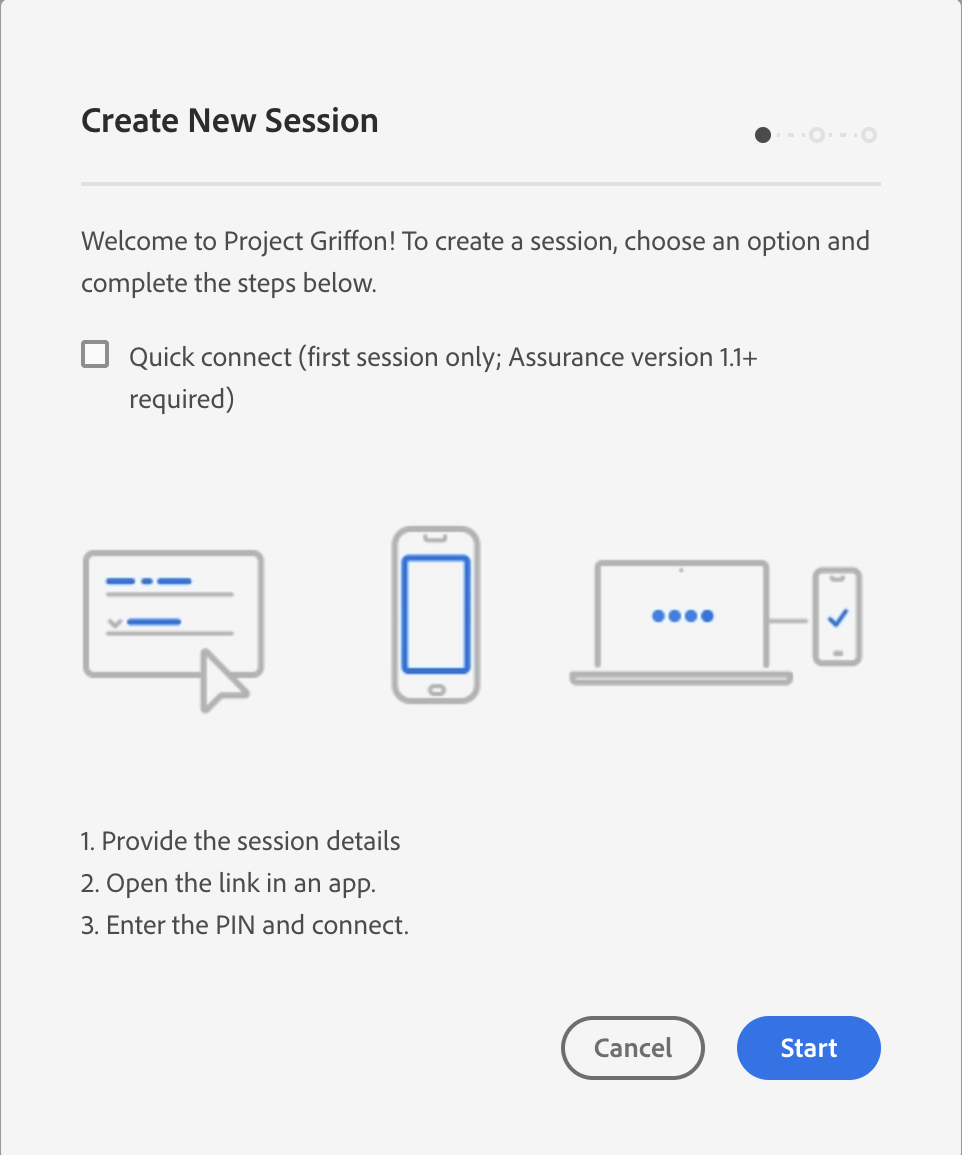 Create New Session
Welcome to Project Griffon! To create a session, choose an option and
complete the steps below.
Quick connect (first session only; Assurance version 1.1+
required)
1. Provide the session details
2. Open the link in an app.
3. Enter the PIN and connect.
Cancel
Start